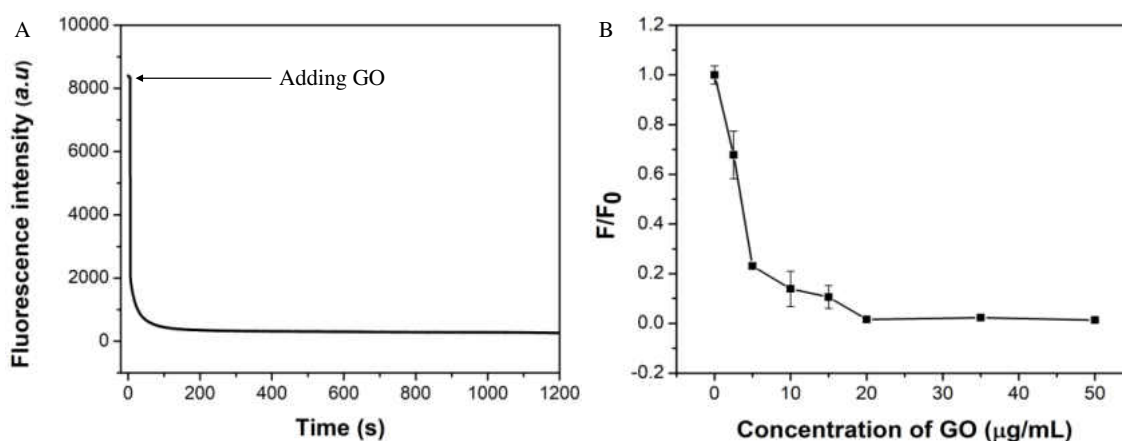 A
Fluorescence intensity (a.u)
10000
8000
6000
4000
2000
0
Adding GO
0 200 400 600 800 1000 1200
Time (s)
B
F/F0
1.2
1.0
0.8
0.6
0.4
0.2
0.0
-0.2
0 10 20 30 40 50
Concentration of GO (µg/mL)